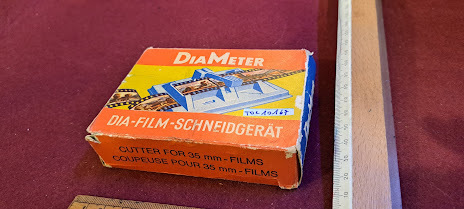 DIAMETER
DIA-FILM-SCHNEIDGERÄT
CUTTER FOR 35 mm-FILMS
COUPEUSE POUR 35 mm-FILMS